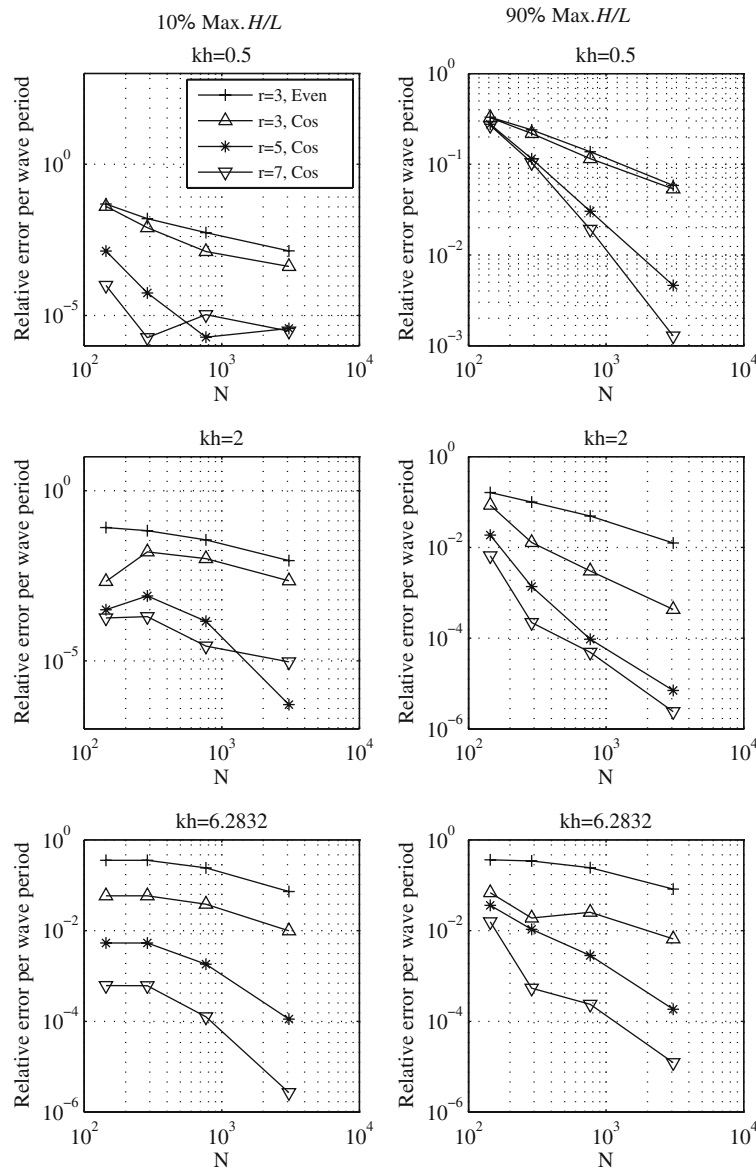 10% Max.H/L
90% Max.H/L
kh=0.5
Relative error per wave period
10^0
10^-5
r=3, Even
r=3, Cos
r=5, Cos
r=7, Cos
10^2 10^3 10^4
N
kh=0.5
Relative error per wave period
10^0
10^-1
10^-2
10^-3
10^2 10^3 10^4
N
kh=2
Relative error per wave period
10^0
10^-5
10^2 10^3 10^4
N
kh=2
Relative error per wave period
10^0
10^-2
10^-4
10^-6
10^2 10^3 10^4
N
kh=6.2832
Relative error per wave period
10^0
10^-2
10^-4
10^-6
10^2 10^3 10^4
N
kh=6.2832
Relative error per wave period
10^0
10^-2
10^-4
10^-6
10^2 10^3 10^4
N